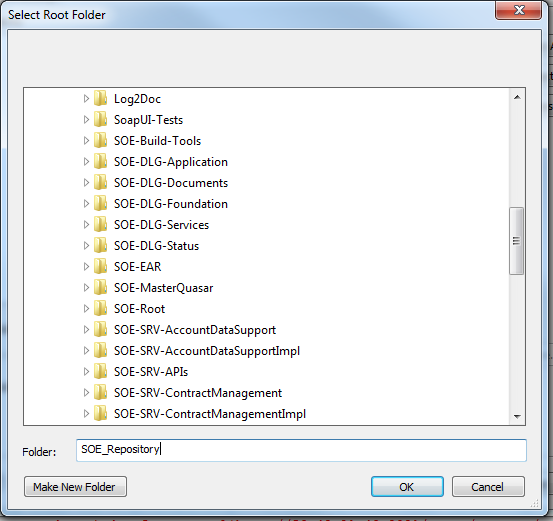 Select Root Folder
Log2Doc
SoapUI-Tests
SOE-Build-Tools
SOE-DLG-Application
SOE-DLG-Documents
SOE-DLG-Foundation
SOE-DLG-Services
SOE-DLG-Status
SOE-EAR
SOE-MasterQuasar
SOE-Root
SOE-SRV-AccountDataSupport
SOE-SRV-AccountDataSupportImpl
SOE-SRV-APIs
SOE-SRV-ContractManagement
SOE-SRV-ContractManagementImpl
Folder: SOE_Repository
Make New Folder OK Cancel